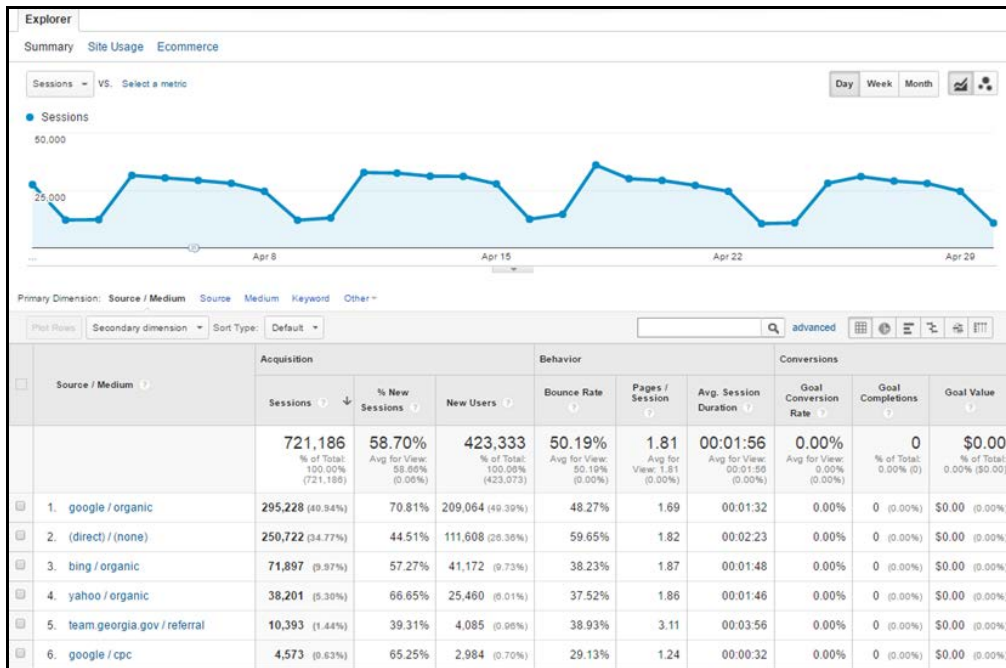 Explorer
Summary Site Usage Ecommerce
Sessions VS. Select a metric
Day Week Month
Sessions
50,000
25,000
... Apr 8 Apr 15 Apr 22 Apr 29
Primary Dimension: Source / Medium Source Medium Keyword Other
Plot Rows Secondary dimension Sort Type: Default advanced
Acquisition Behavior Conversions
Source / Medium ? Sessions ? % New Sessions ? New Users ? Bounce Rate ? Pages / Session ? Avg. Session Duration ? Goal Conversion Rate ? Goal Completions ? Goal Value ?
721,186 58.70% 423,333 50.19% 1.81 00:01:56 0.00% 0 $0.00
% of Total: 100.00% (721,186) Avg for View: 58.66% (0.06%) % of Total: 100.06% (423,073) Avg for View: 50.19% (0.00%) Avg for View: 1.81 (0.00%) Avg for View: 00:01:56 (0.00%) Avg for View: 0.00% (0.00%) % of Total: 0.00% (0) % of Total: 0.00% ($0.00)
1. google / organic 295,228 (40.94%) 70.81% 209,064 (49.39%) 48.27% 1.69 00:01:32 0.00% 0 (0.00%) $0.00 (0.00%)
2. (direct) / (none) 250,722 (34.77%) 44.51% 111,608 (26.36%) 59.65% 1.82 00:02:23 0.00% 0 (0.00%) $0.00 (0.00%)
3. bing / organic 71,897 (9.97%) 57.27% 41,172 (9.73%) 38.23% 1.87 00:01:48 0.00% 0 (0.00%) $0.00 (0.00%)
4. yahoo / organic 38,201 (5.30%) 66.65% 25,460 (6.01%) 37.52% 1.86 00:01:46 0.00% 0 (0.00%) $0.00 (0.00%)
5. team.georgia.gov / referral 10,393 (1.44%) 39.31% 4,085 (0.96%) 38.93% 3.11 00:03:56 0.00% 0 (0.00%) $0.00 (0.00%)
6. google / cpc 4,573 (0.63%) 65.25% 2,984 (0.70%) 29.13% 1.24 00:00:32 0.00% 0 (0.00%) $0.00 (0.00%)